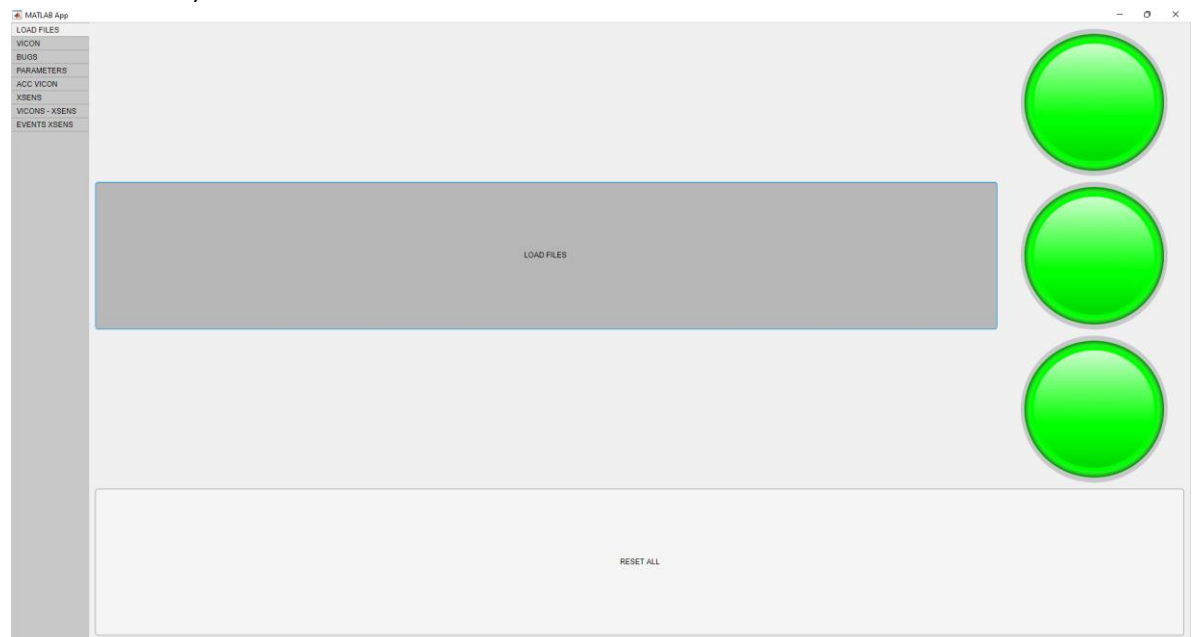 MATLAB App
LOAD FILES
VICON
BUGS
PARAMETERS
ACC VICON
XSENS
VICONS - XSENS
EVENTS XSENS
LOAD FILES
RESET ALL